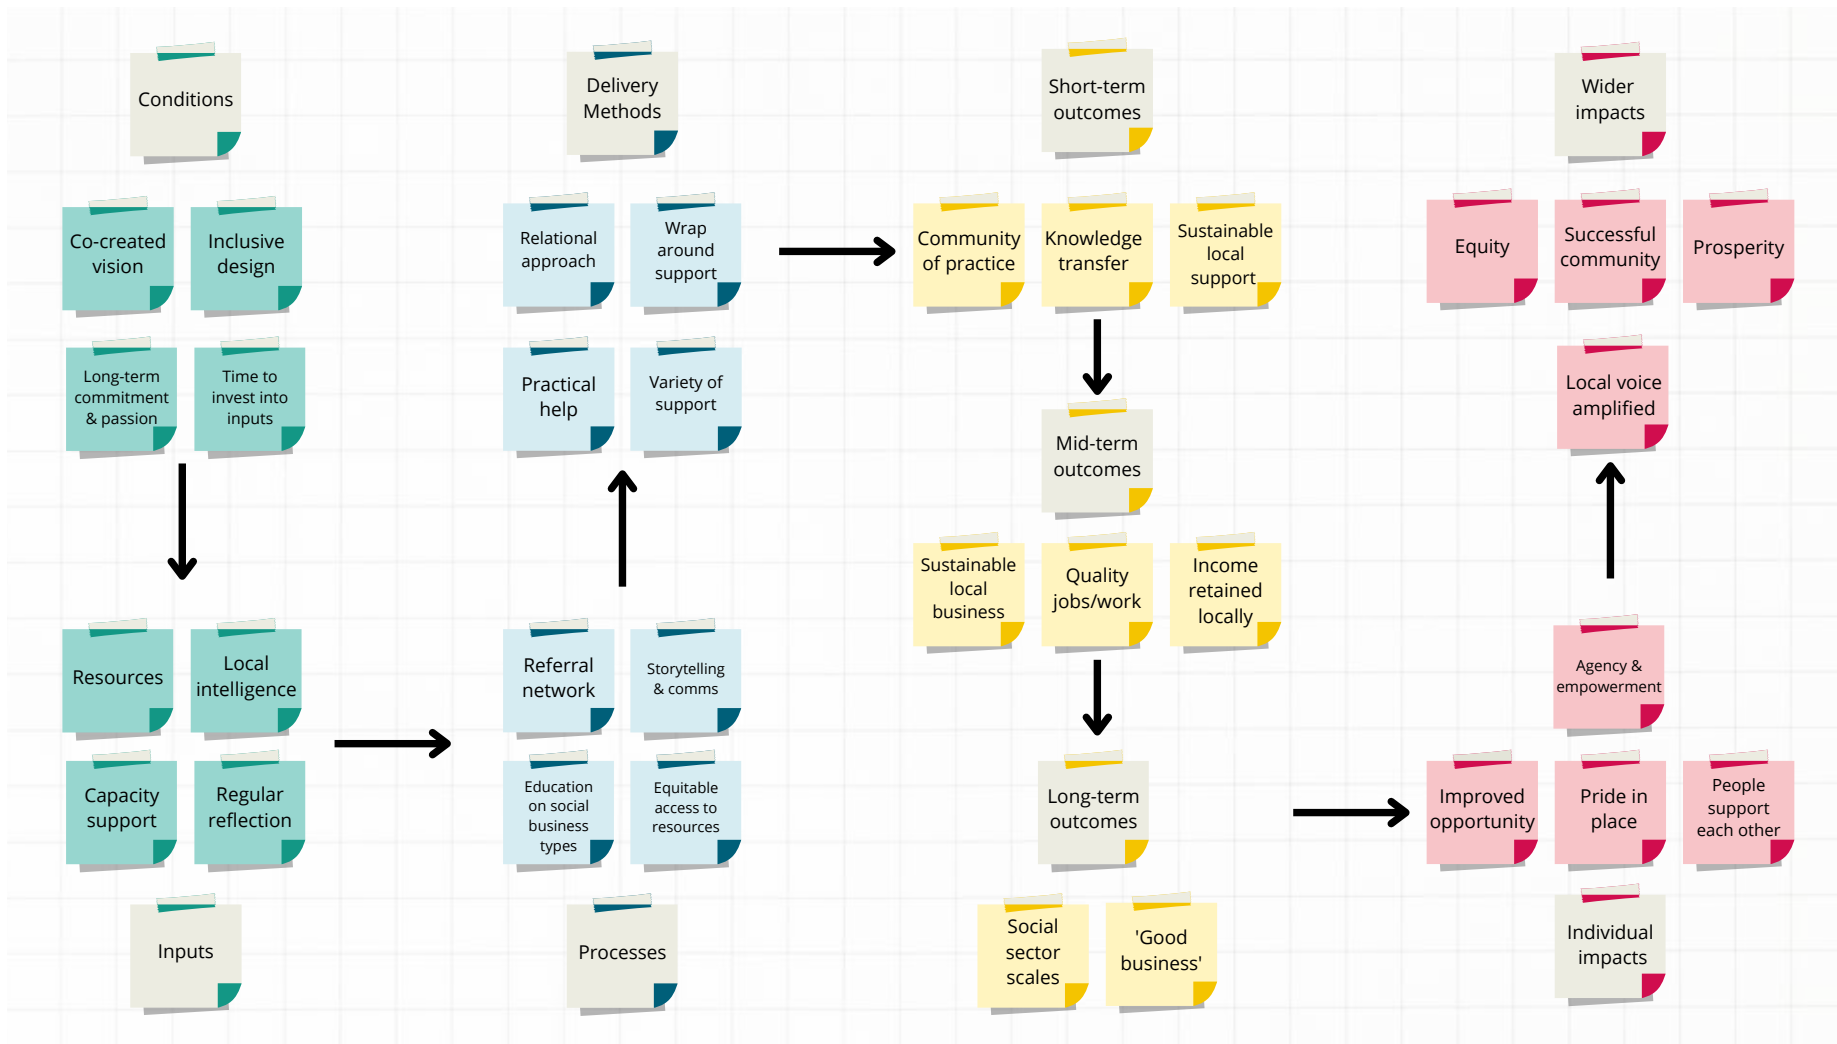 Conditions
Co-created
vision
Inclusive
design
Long-term
commitment
& passion
Time to
invest into
inputs
Resources
Local
intelligence
Capacity
support
Regular
reflection
Inputs
Delivery
Methods
Relational
approach
Wrap
around
support
Practical
help
Variety of
support
Referral
network
Storytelling
& comms
Education
on social
business
types
Equitable
access to
resources
Processes
Short-term
outcomes
Community
of practice
Knowledge
transfer
Sustainable
local
support
Mid-term
outcomes
Sustainable
local
business
Quality
jobs/work
Income
retained
locally
Long-term
outcomes
Social
sector
scales
'Good
business'
Wider
impacts
Equity
Successful
community
Prosperity
Local voice
amplified
Agency &
empowerment
Improved
opportunity
Pride in
place
People
support
each other
Individual
impacts